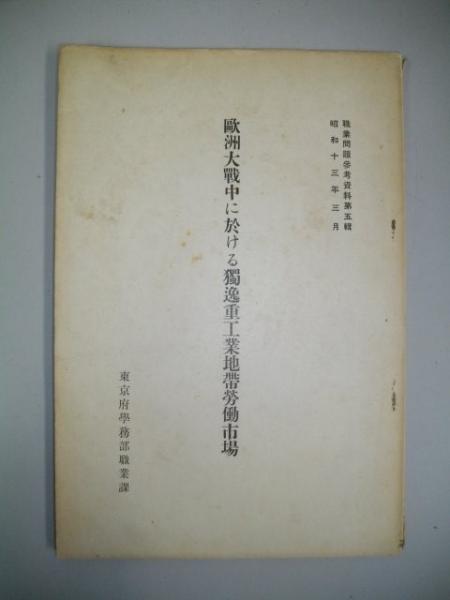 職業問題參考資料第五輯
昭和十三年三月
歐洲大戰中に於ける獨逸重工業地帶勞働市場
東京府學務部職業課